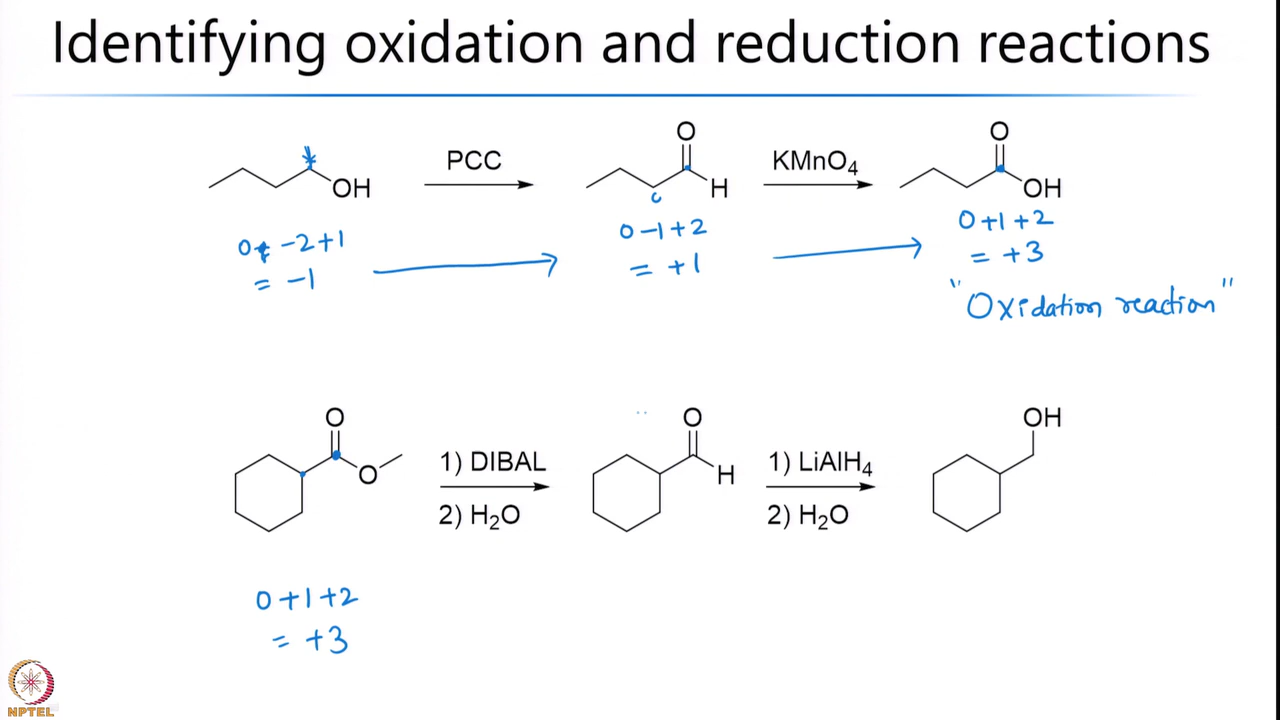 Identifying oxidation and reduction reactions
O
O
PCC
KMnO4
OH
H
OH
0+ -2+1
= -1
0-1+2
= +1
0+1+2
= +3
"Oxidation reaction"
O
O
OH
1) DIBAL
1) LiAlH4
O
H
2) H2O
2) H2O
0+1+2
= +3
NPTEL